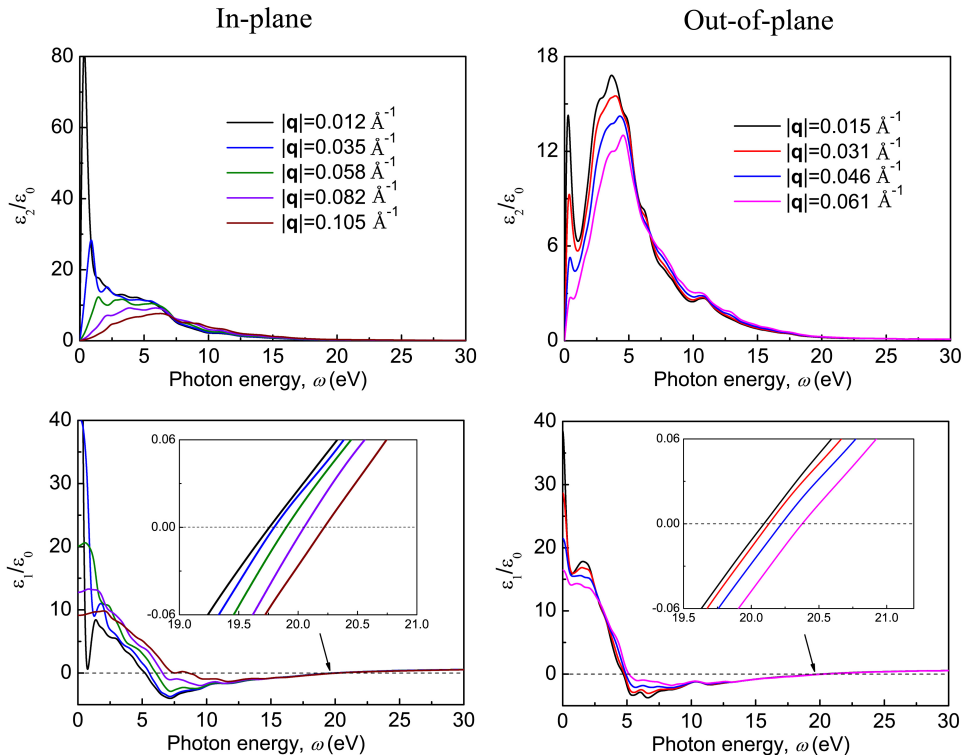 In-plane
Out-of-plane
80
60
40
20
0
ε₂/ε₀
|q|=0.012 Å⁻¹
|q|=0.035 Å⁻¹
|q|=0.058 Å⁻¹
|q|=0.082 Å⁻¹
|q|=0.105 Å⁻¹
0 5 10 15 20 25 30
Photon energy, ω (eV)
18
15
12
9
6
3
0
ε₂/ε₀
|q|=0.015 Å⁻¹
|q|=0.031 Å⁻¹
|q|=0.046 Å⁻¹
|q|=0.061 Å⁻¹
0 5 10 15 20 25 30
Photon energy, ω (eV)
40
30
20
10
0
ε₁/ε₀
0.06
0.00
-0.06
19.0 19.5 20.0 20.5 21.0
0 5 10 15 20 25 30
Photon energy, ω (eV)
40
30
20
10
0
ε₁/ε₀
0.06
0.00
-0.06
19.5 20.0 20.5 21.0
0 5 10 15 20 25 30
Photon energy, ω (eV)